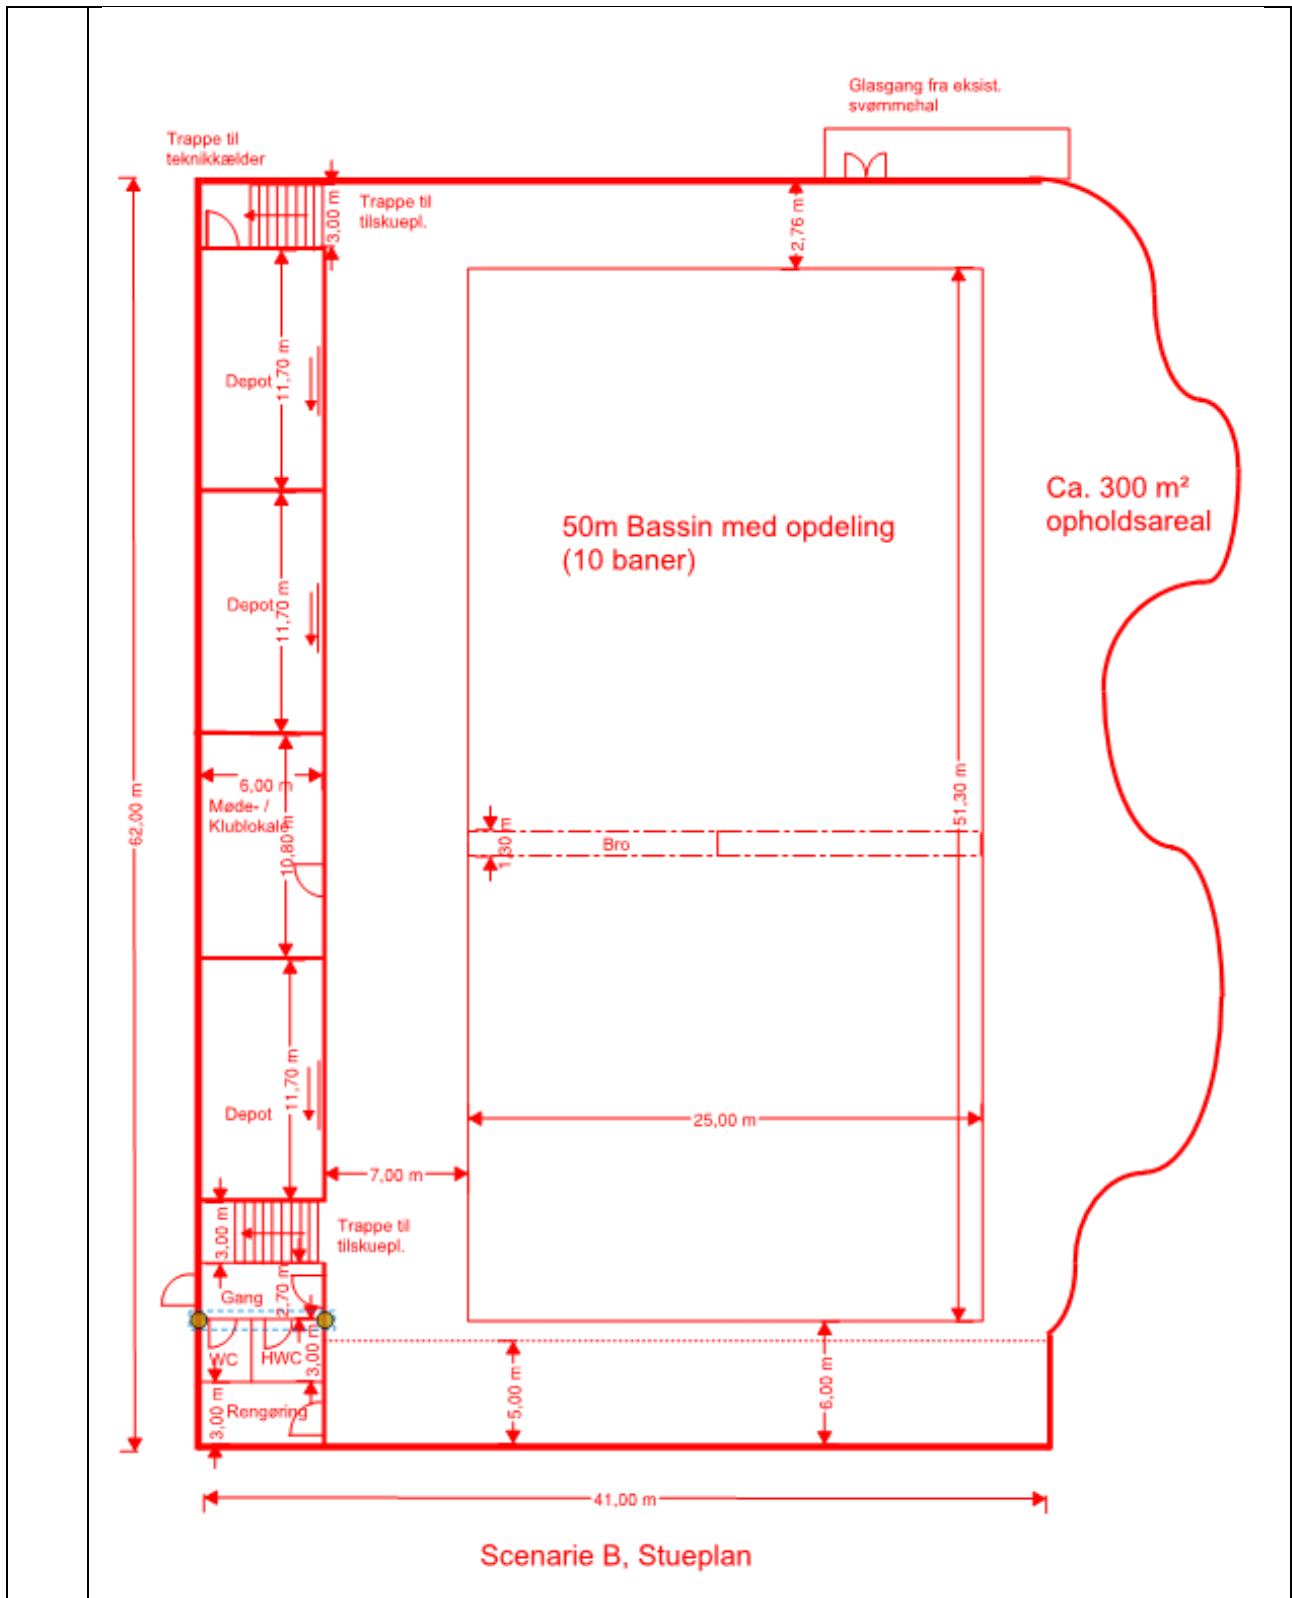 Glasgang fra eksist.
svømmehal
Trappe til
teknikkælder
Trappe til
tilskuepl.
3,00 m
2,76 m
Depot
11,70 m
50m Bassin med opdeling
(10 baner)
Ca. 300 m²
opholdsareal
Depot
11,70 m
62,00 m
6,00 m
Møde- /
Klublokale
10,80 m
1,30 m
Bro
51,30 m
Depot
11,70 m
25,00 m
7,00 m
3,00 m
Trappe til
tilskuepl.
Gang
2,70 m
WC
HWC
3,00 m
3,00 m
Rengøring
5,00 m
6,00 m
41,00 m
Scenarie B, Stueplan